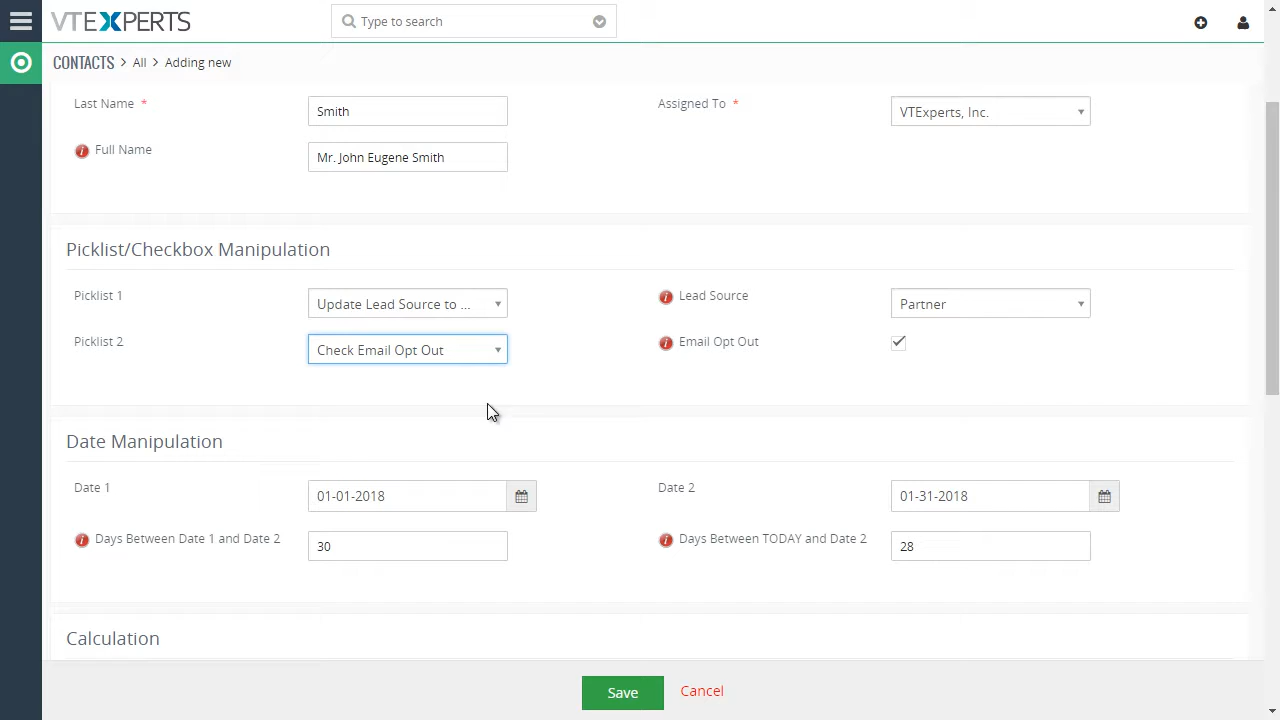 VTEXPERTS
Type to search
CONTACTS > All > Adding new
Last Name *
Smith
Assigned To *
VTExperts, Inc.
Full Name
Mr. John Eugene Smith
Picklist/Checkbox Manipulation
Picklist 1
Update Lead Source to ...
Lead Source
Partner
Picklist 2
Check Email Opt Out
Email Opt Out
Date Manipulation
Date 1
01-01-2018
Date 2
01-31-2018
Days Between Date 1 and Date 2
30
Days Between TODAY and Date 2
28
Calculation
Save
Cancel